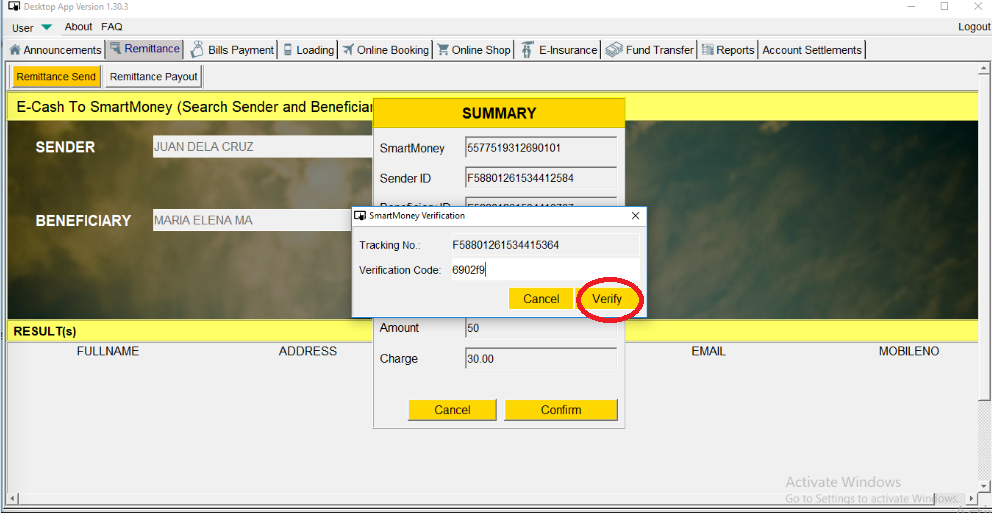 Desktop App Version 1.30.3
User About FAQ Logout
Announcements Remittance Bills Payment Loading Online Booking Online Shop E-Insurance Fund Transfer Reports Account Settlements
Remittance Send Remittance Payout
E-Cash To SmartMoney (Search Sender and Beneficiar
SUMMARY
SENDER JUAN DELA CRUZ
SmartMoney 5577519312690101
Sender ID F58801261534412584
BENEFICIARY MARIA ELENA MA
SmartMoney Verification
Tracking No.: F58801261534415364
Verification Code: 6902f9
Cancel Verify
RESULT(s)
Amount 50
FULLNAME ADDRESS EMAIL MOBILENO
Charge 30.00
Cancel Confirm
Activate Windows
Go to Settings to activate Windows.